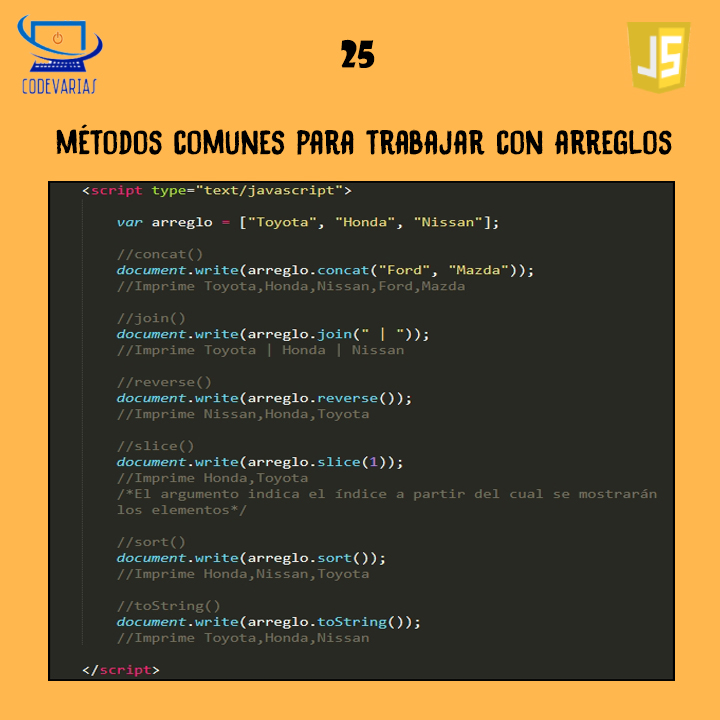 CODEVARIAS
25
JS
MÉTODOS COMUNES PARA TRABAJAR CON ARREGLOS
<script type="text/javascript">
var arreglo = ["Toyota", "Honda", "Nissan"];
//concat()
document.write(arreglo.concat("Ford", "Mazda"));
//Imprime Toyota,Honda,Nissan,Ford,Mazda
//join()
document.write(arreglo.join(" | "));
//Imprime Toyota | Honda | Nissan
//reverse()
document.write(arreglo.reverse());
//Imprime Nissan,Honda,Toyota
//slice()
document.write(arreglo.slice(1));
//Imprime Honda,Toyota
/*El argumento indica el índice a partir del cual se mostrarán
los elementos*/
//sort()
document.write(arreglo.sort());
//Imprime Honda,Nissan,Toyota
//toString()
document.write(arreglo.toString());
//Imprime Toyota,Honda,Nissan
</script>